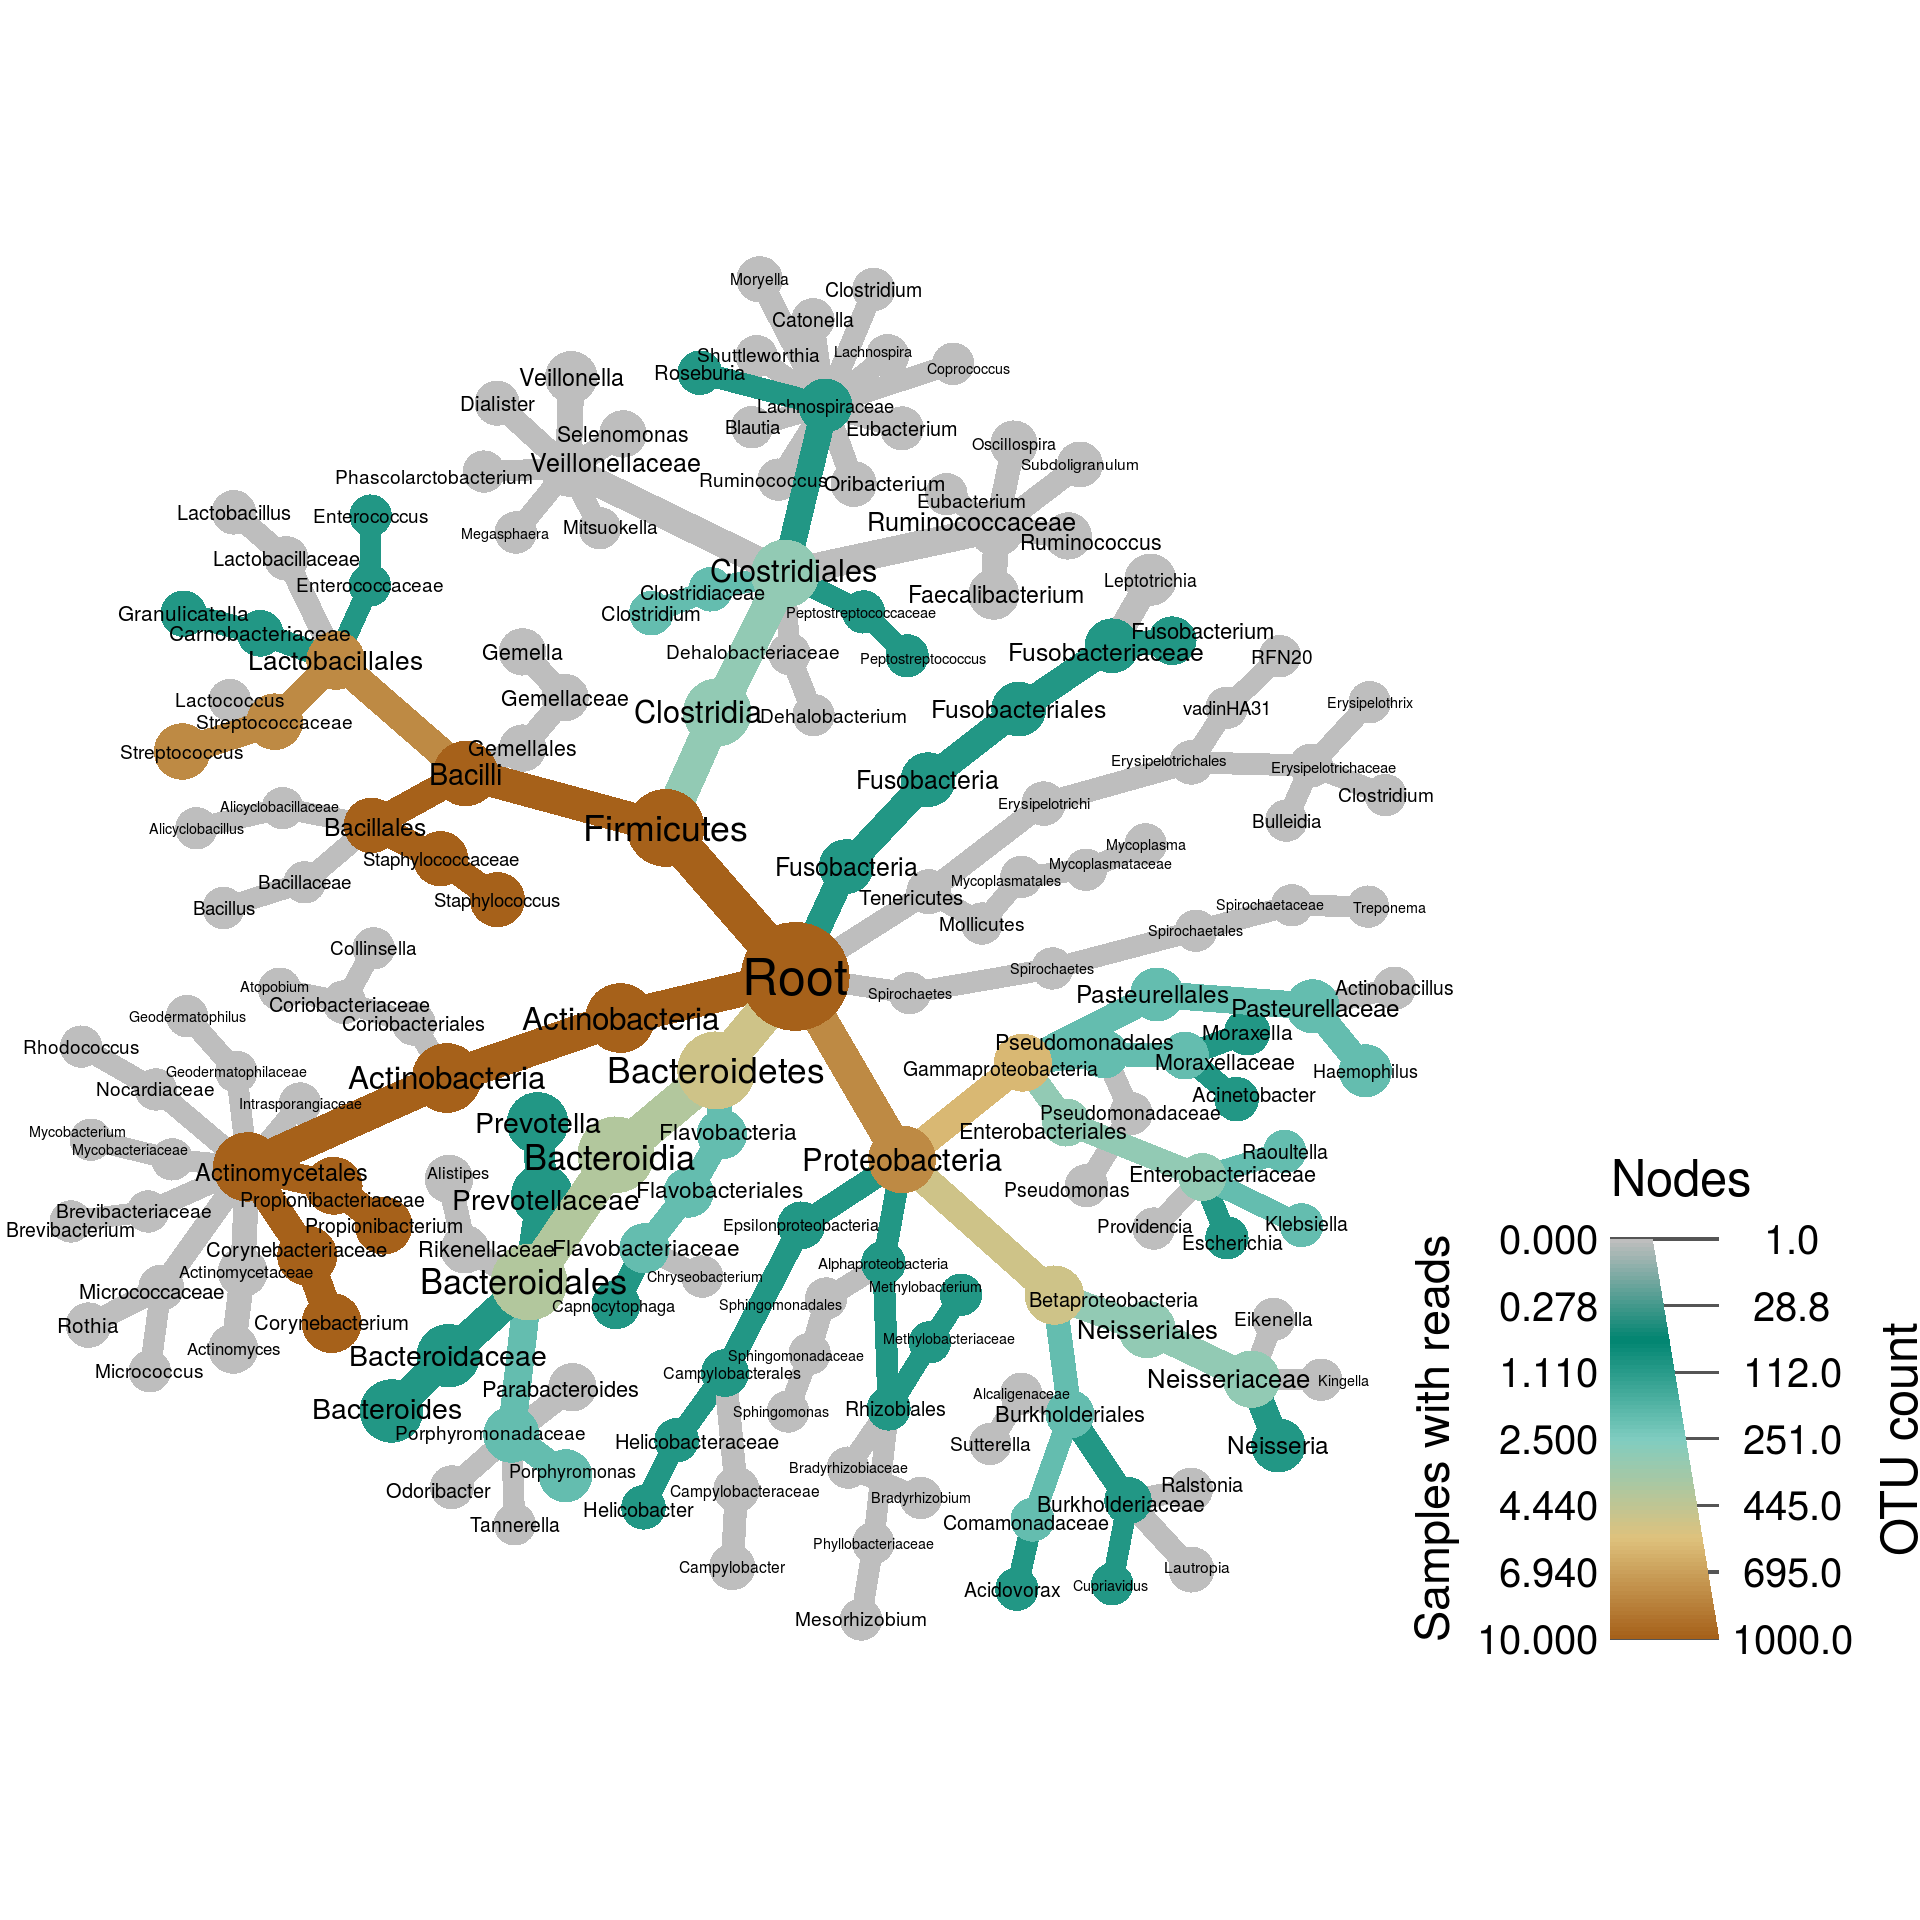 Moryella
Clostridium
Catonella
Shuttleworthia
Lachnospira
Coprococcus
Roseburia
Veillonella
Dialister
Lachnospiraceae
Blautia
Eubacterium
Selenomonas
Oscillospira
Veillonellaceae
Subdoligranulum
Phascolarctobacterium
Ruminococcus
Oribacterium
Eubacterium
Lactobacillus
Enterococcus
Megasphaera
Mitsuokella
Ruminococcaceae
Ruminococcus
Lactobacillaceae
Clostridiales
Leptotrichia
Enterococcaceae
Clostridiaceae
Faecalibacterium
Granulicatella
Clostridium
Peptostreptococcaceae
Carnobacteriaceae
Fusobacterium
Lactobacillales
Gemella
Dehalobacteriaceae
Peptostreptococcus
Fusobacteriaceae
RFN20
Lactococcus
Gemellaceae
Clostridia
Dehalobacterium
Fusobacteriales
vadinHA31
Erysipelothrix
Streptococcaceae
Streptococcus
Gemellales
Bacilli
Fusobacteria
Erysipelotrichales
Erysipelotrichaceae
Clostridium
Alicyclobacillaceae
Erysipelotrichi
Alicyclobacillus
Bacillales
Firmicutes
Bulleidia
Mycoplasma
Staphylococcaceae
Fusobacteria
Mycoplasmataceae
Bacillaceae
Mycoplasmatales
Bacillus
Staphylococcus
Tenericutes
Spirochaetaceae
Treponema
Mollicutes
Spirochaetales
Collinsella
Root
Spirochaetes
Atopobium
Spirochaetes
Pasteurellales
Actinobacillus
Coriobacteriaceae
Pasteurellaceae
Geodermatophilus
Coriobacteriales
Actinobacteria
Moraxella
Rhodococcus
Pseudomonadales
Moraxellaceae
Geodermatophilaceae
Actinobacteria
Bacteroidetes
Gammaproteobacteria
Haemophilus
Nocardiaceae
Acinetobacter
Intrasporangiaceae
Prevotella
Pseudomonadaceae
Mycobacterium
Flavobacteria
Enterobacteriales
Mycobacteriaceae
Bacteroidia
Proteobacteria
Raoultella
Actinomycetales
Alistipes
Enterobacteriaceae
Propionibacteriaceae
Prevotellaceae
Flavobacteriales
Pseudomonas
Brevibacteriaceae
Brevibacterium
Propionibacterium
Epsilonproteobacteria
Providencia
Klebsiella
Corynebacteriaceae
Rikenellaceae
Flavobacteriaceae
Escherichia
Actinomycetaceae
Bacteroidales
Chryseobacterium
Alphaproteobacteria
Micrococcaceae
Capnocytophaga
Sphingomonadales
Methylobacterium
Betaproteobacteria
Rothia
Corynebacterium
Neisseriales
Eikenella
Actinomyces
Bacteroidaceae
Sphingomonadaceae
Methylobacteriaceae
Micrococcus
Campylobacterales
Neisseriaceae
Kingella
Parabacteroides
Alcaligenaceae
Bacteroides
Sphingomonas
Rhizobiales
Burkholderiales
Porphyromonadaceae
Helicobacteraceae
Sutterella
Neisseria
Porphyromonas
Bradyrhizobiaceae
Odoribacter
Campylobacteraceae
Bradyrhizobium
Ralstonia
Helicobacter
Burkholderiaceae
Tannerella
Comamonadaceae
Phyllobacteriaceae
Campylobacter
Lautropia
Acidovorax
Cupriavidus
Mesorhizobium
Nodes
Samples with reads
0.000 1.0
0.278 28.8
1.110 112.0
2.500 251.0
4.440 445.0
6.940 695.0
10.000 1000.0
OTU count